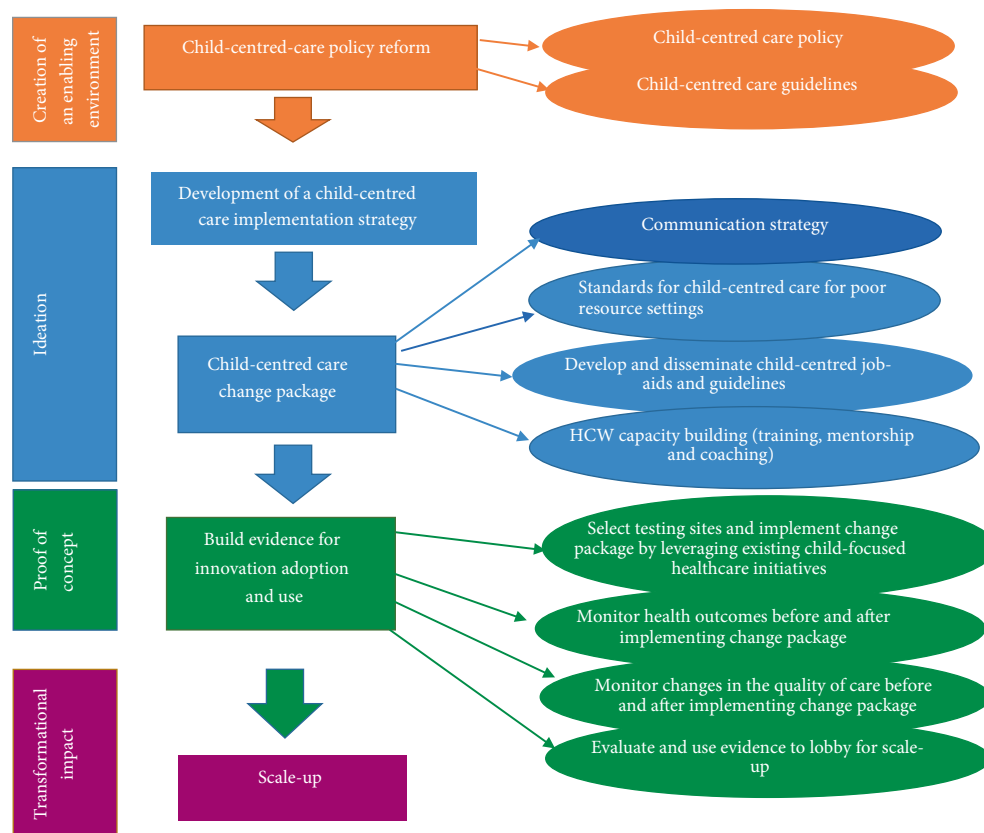 Creation of
an enabling
environment
Child-centred-care policy reform
Child-centred care policy
Child-centred care guidelines
Ideation
Development of a child-centred
care implementation strategy
Child-centred care
change package
Communication strategy
Standards for child-centred care for poor
resource settings
Develop and disseminate child-centred job-
aids and guidelines
HCW capacity building (training, mentorship
and coaching)
Proof of
concept
Build evidence for
innovation adoption
and use
Select testing sites and implement change
package by leveraging existing child-focused
healthcare initiatives
Monitor health outcomes before and after
implementing change package
Monitor changes in the quality of care before
and after implementing change package
Evaluate and use evidence to lobby for scale-
up
Transformational
impact
Scale-up